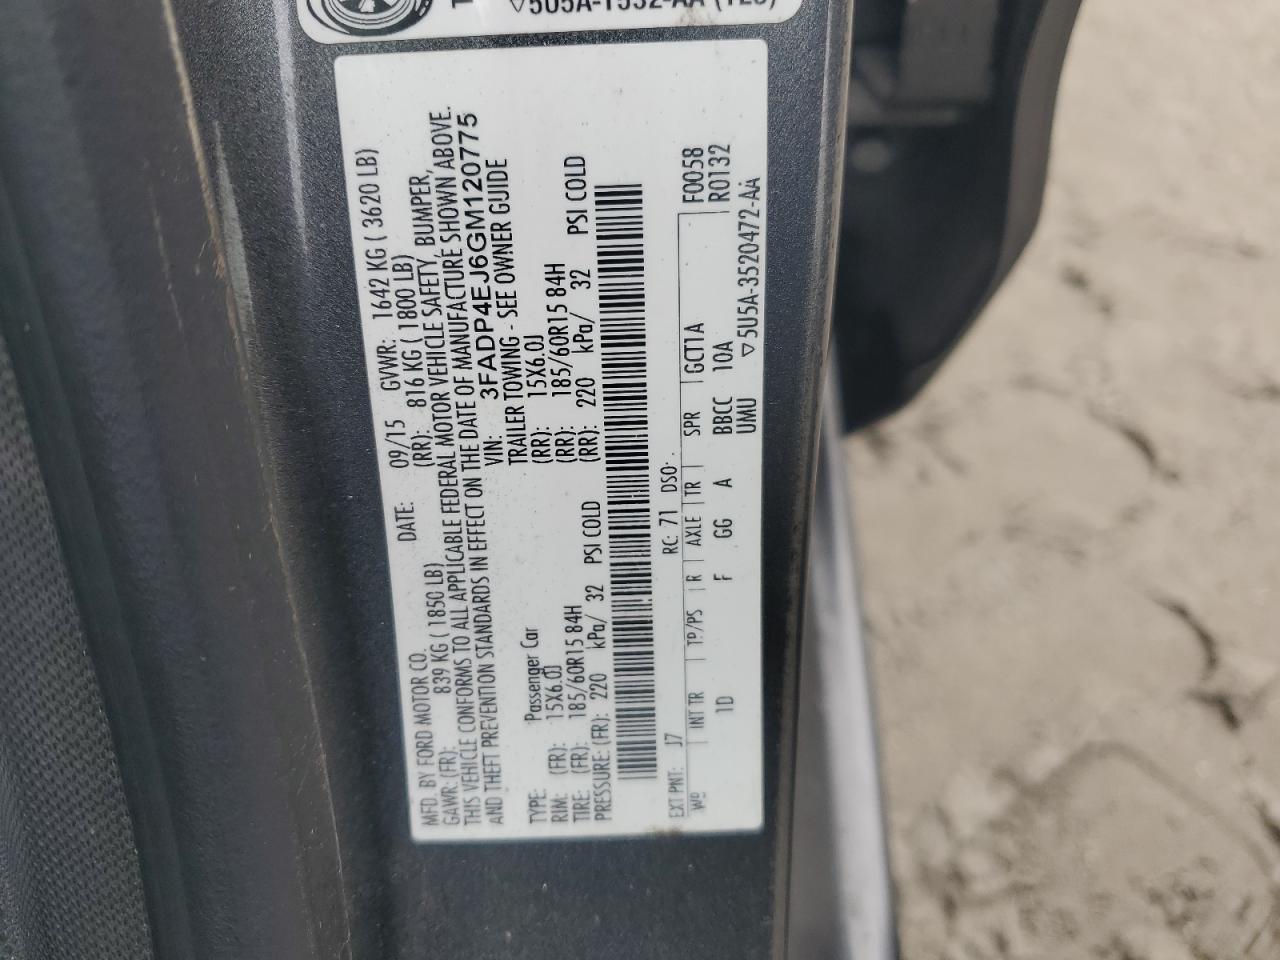 5U5A-1532-AA
MFD. BY FORD MOTOR CO. DATE: 09/15 GVWR: 1642 KG ( 3620 LB)
GAWR: (FR): 839 KG ( 1850 LB) (RR): 816 KG ( 1800 LB)
THIS VEHICLE CONFORMS TO ALL APPLICABLE FEDERAL MOTOR VEHICLE SAFETY, BUMPER,
AND THEFT PREVENTION STANDARDS IN EFFECT ON THE DATE OF MANUFACTURE SHOWN ABOVE.
VIN: 3FADP4EJ6GM120775
TYPE: Passenger Car TRAILER TOWING - SEE OWNER GUIDE
RIM: (FR): 15X6.0J (RR): 15X6.0J
TIRE: (FR): 185/60R15 84H (RR): 185/60R15 84H
PRESSURE: (FR): 220 kPa/ 32 PSI COLD (RR): 220 kPa/ 32 PSI COLD
EXT PNT: J7 RC: 71 DSO: F0058
WB INT TR TP/PS R AXLE TR SPR GCT1A R0132
1D F GG A BBCC 10A
UMU ▽5U5A-3520472-AA